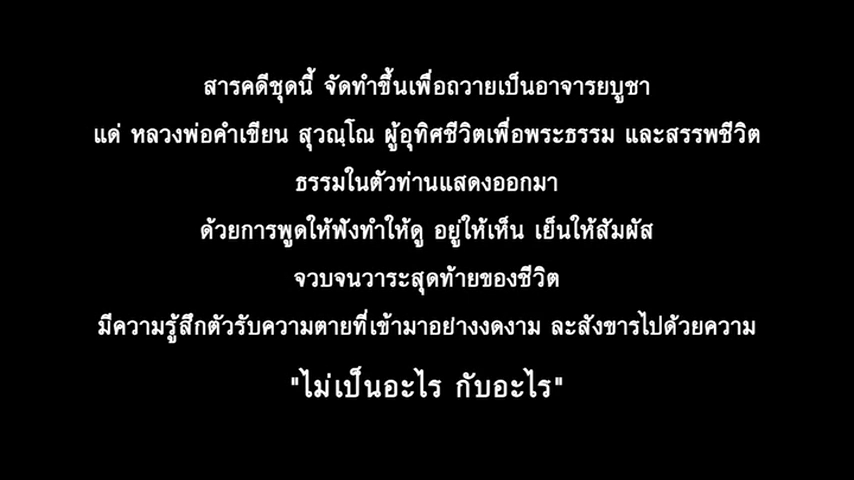 สารคดีชุดนี้ จัดทำขึ้นเพื่อถวายเป็นอาจารยบูชา
แด่ หลวงพ่อคำเขียน สุวณฺโณ ผู้อุทิศชีวิตเพื่อพระธรรม และสรรพชีวิต
ธรรมในตัวท่านแสดงออกมา
ด้วยการพูดให้ฟังทำให้ดู อยู่ให้เห็น เย็นให้สัมผัส
จวบจนวาระสุดท้ายของชีวิต
มีความรู้สึกตัวรับความตายที่เข้ามาอย่างงดงาม ละสังขารไปด้วยความ
"ไม่เป็นอะไร กับอะไร"